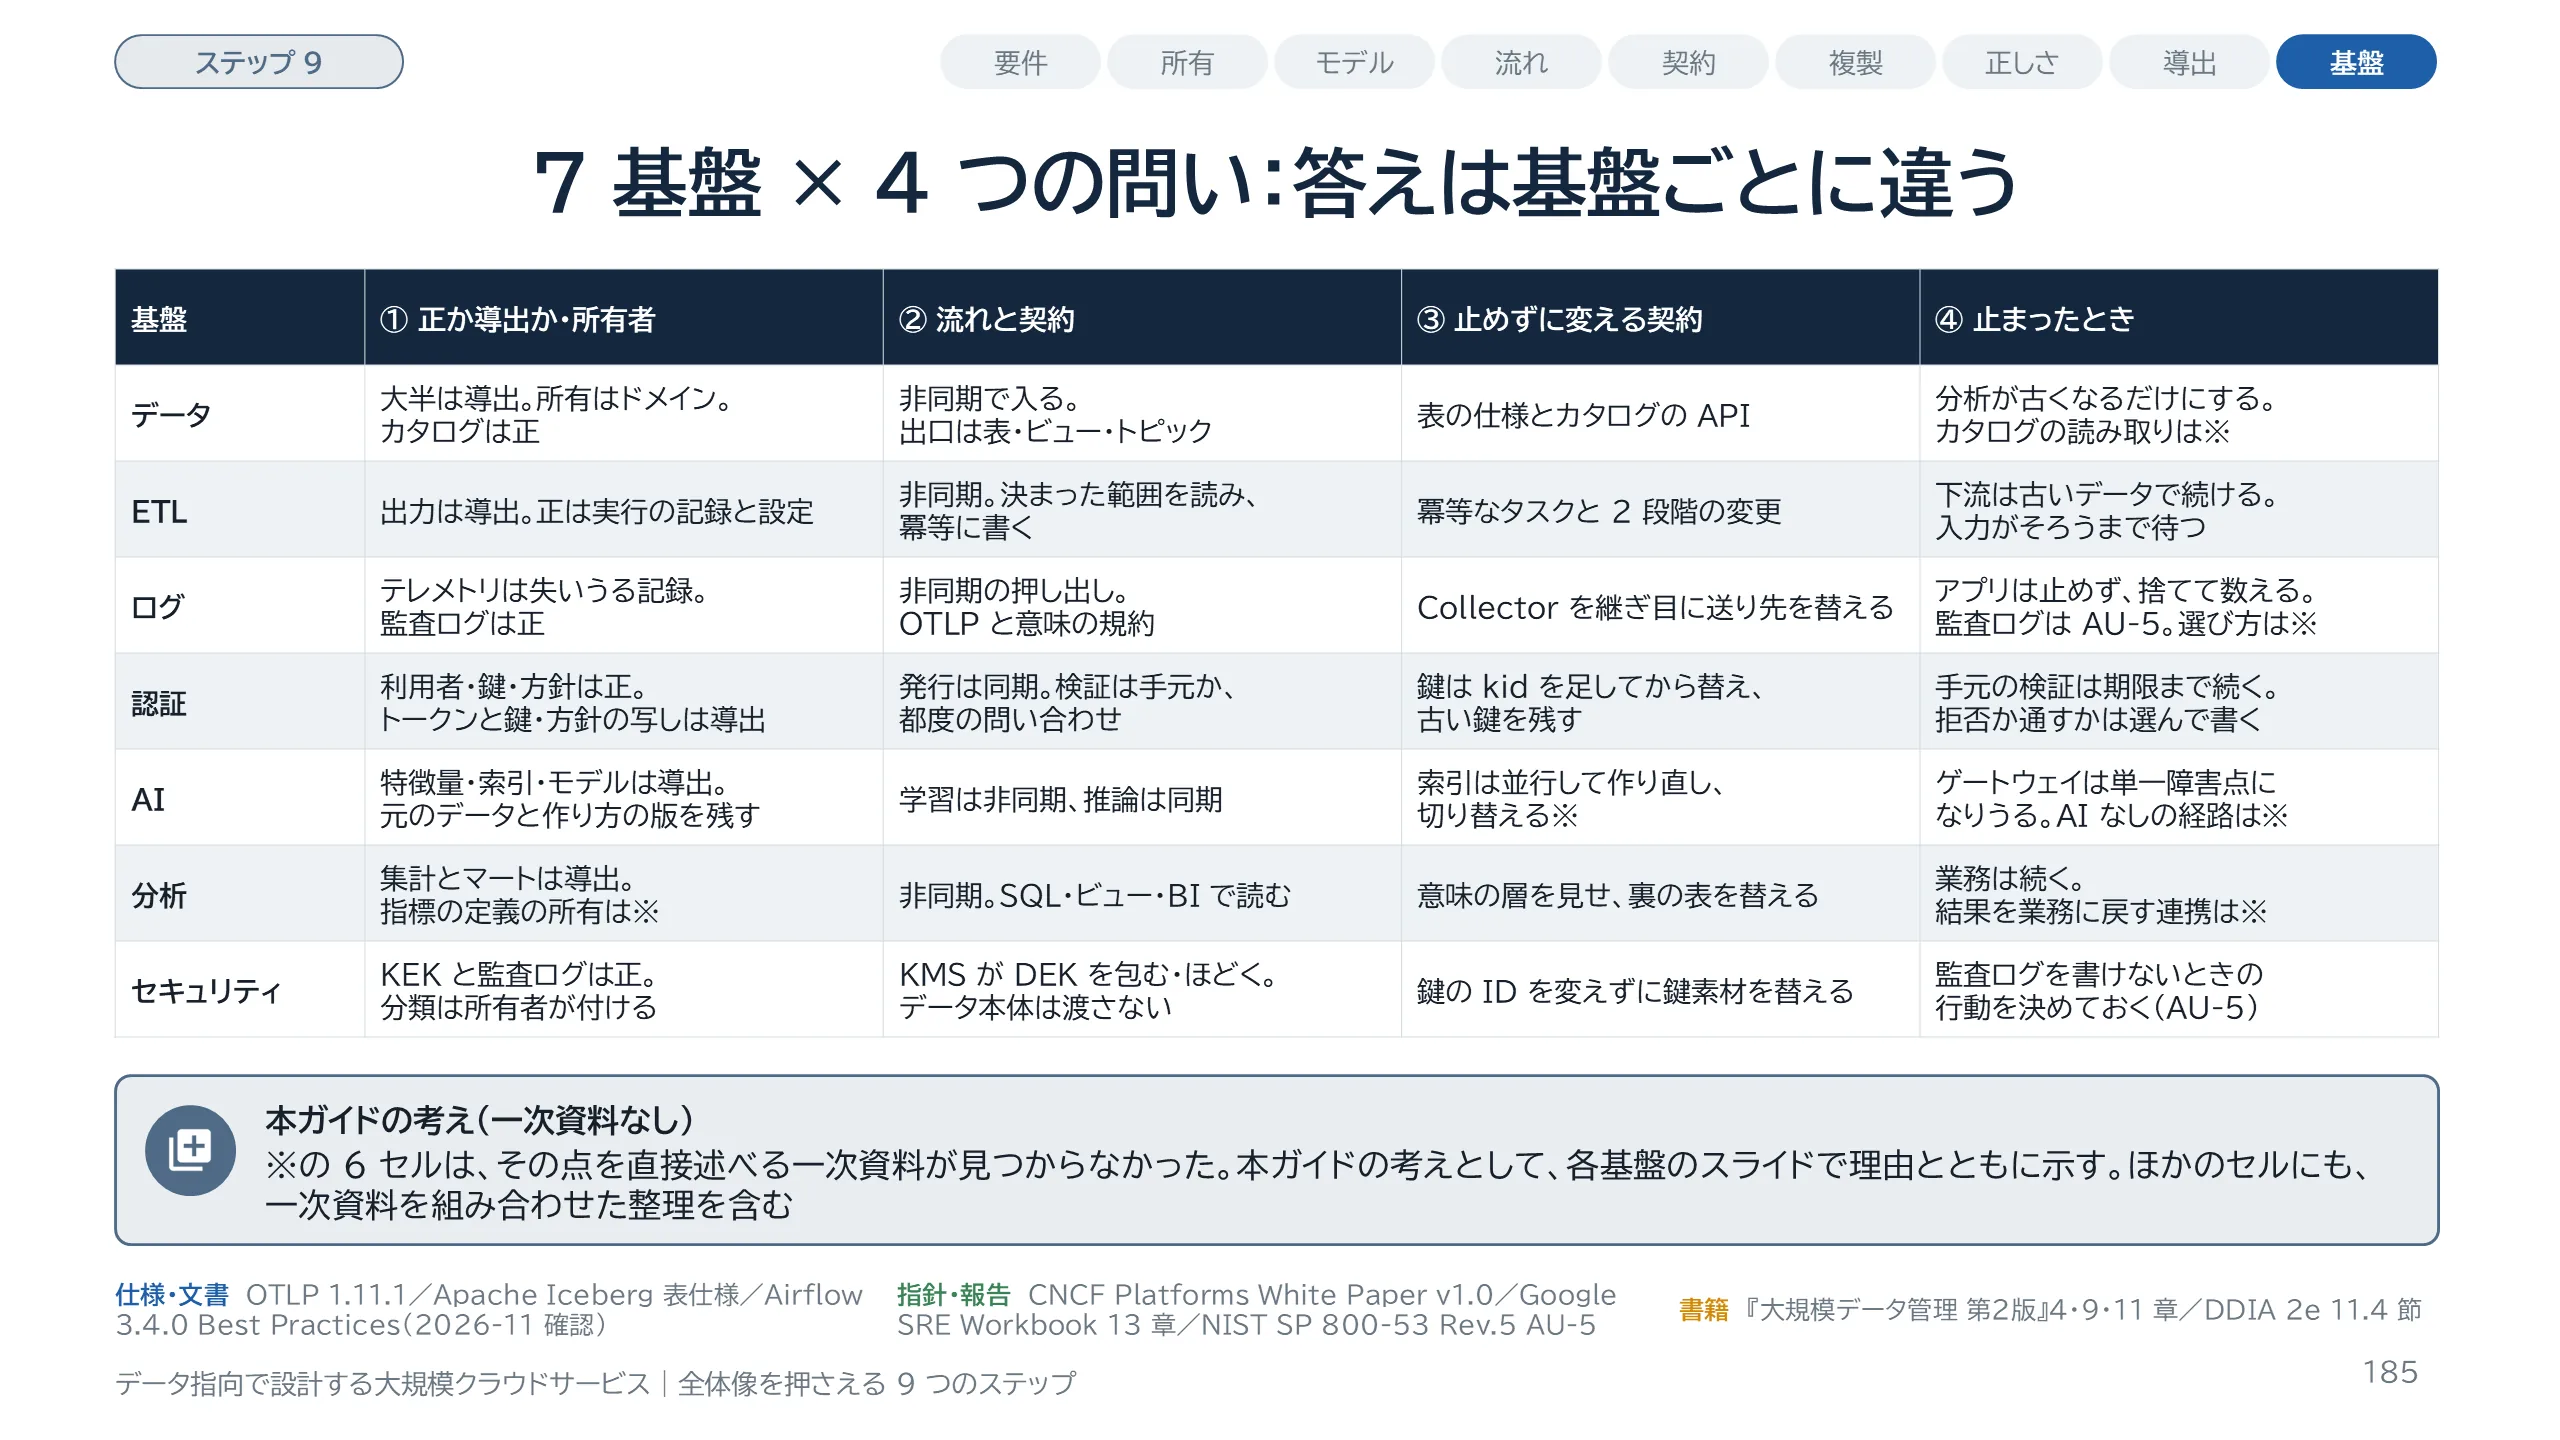 ステップ 9
要件
所有
モデル
流れ
契約
複製
正しさ
導出
基盤
7 基盤 × 4 つの問い：答えは基盤ごとに違う
基盤
① 正か導出か・所有者
② 流れと契約
③ 止めずに変える契約
④ 止まったとき
データ
大半は導出。所有はドメイン。
カタログは正
非同期で入る。
出口は表・ビュー・トピック
表の仕様とカタログの API
分析が古くなるだけにする。
カタログの読み取りは※
ETL
出力は導出。正は実行の記録と設定
非同期。決まった範囲を読み、
冪等に書く
冪等なタスクと 2 段階の変更
下流は古いデータで続ける。
入力がそろうまで待つ
ログ
テレメトリは失いうる記録。
監査ログは正
非同期の押し出し。
OTLP と意味の規約
Collector を継ぎ目に送り先を替える
アプリは止めず、捨てて数える。
監査ログは AU-5。選び方は※
認証
利用者・鍵・方針は正。
トークンと鍵・方針の写しは導出
発行は同期。検証は手元か、
都度の問い合わせ
鍵は kid を足してから替え、
古い鍵を残す
手元の検証は期限まで続く。
拒否か通すかは選んで書く
AI
特徴量・索引・モデルは導出。
元のデータと作り方の版を残す
学習は非同期、推論は同期
索引は並行して作り直し、
切り替える※
ゲートウェイは単一障害点に
なりうる。AI なしの経路は※
分析
集計とマートは導出。
指標の定義の所有は※
非同期。SQL・ビュー・BI で読む
意味の層を見せ、裏の表を替える
業務は続く。
結果を業務に戻す連携は※
セキュリティ
KEK と監査ログは正。
分類は所有者が付ける
KMS が DEK を包む・ほどく。
データ本体は渡さない
鍵の ID を変えずに鍵素材を替える
監査ログを書けないときの
行動を決めておく（AU-5）
本ガイドの考え（一次資料なし）
※の 6 セルは、その点を直接述べる一次資料が見つからなかった。本ガイドの考えとして、各基盤のスライドで理由とともに示す。ほかのセルにも、
一次資料を組み合わせた整理を含む
仕様・文書 OTLP 1.11.1／Apache Iceberg 表仕様／Airflow
3.4.0 Best Practices（2026-11 確認）
指針・報告 CNCF Platforms White Paper v1.0／Google
SRE Workbook 13 章／NIST SP 800-53 Rev.5 AU-5
書籍 『大規模データ管理 第2版』4・9・11 章／DDIA 2e 11.4 節
データ指向で設計する大規模クラウドサービス｜全体像を押さえる 9 つのステップ
185